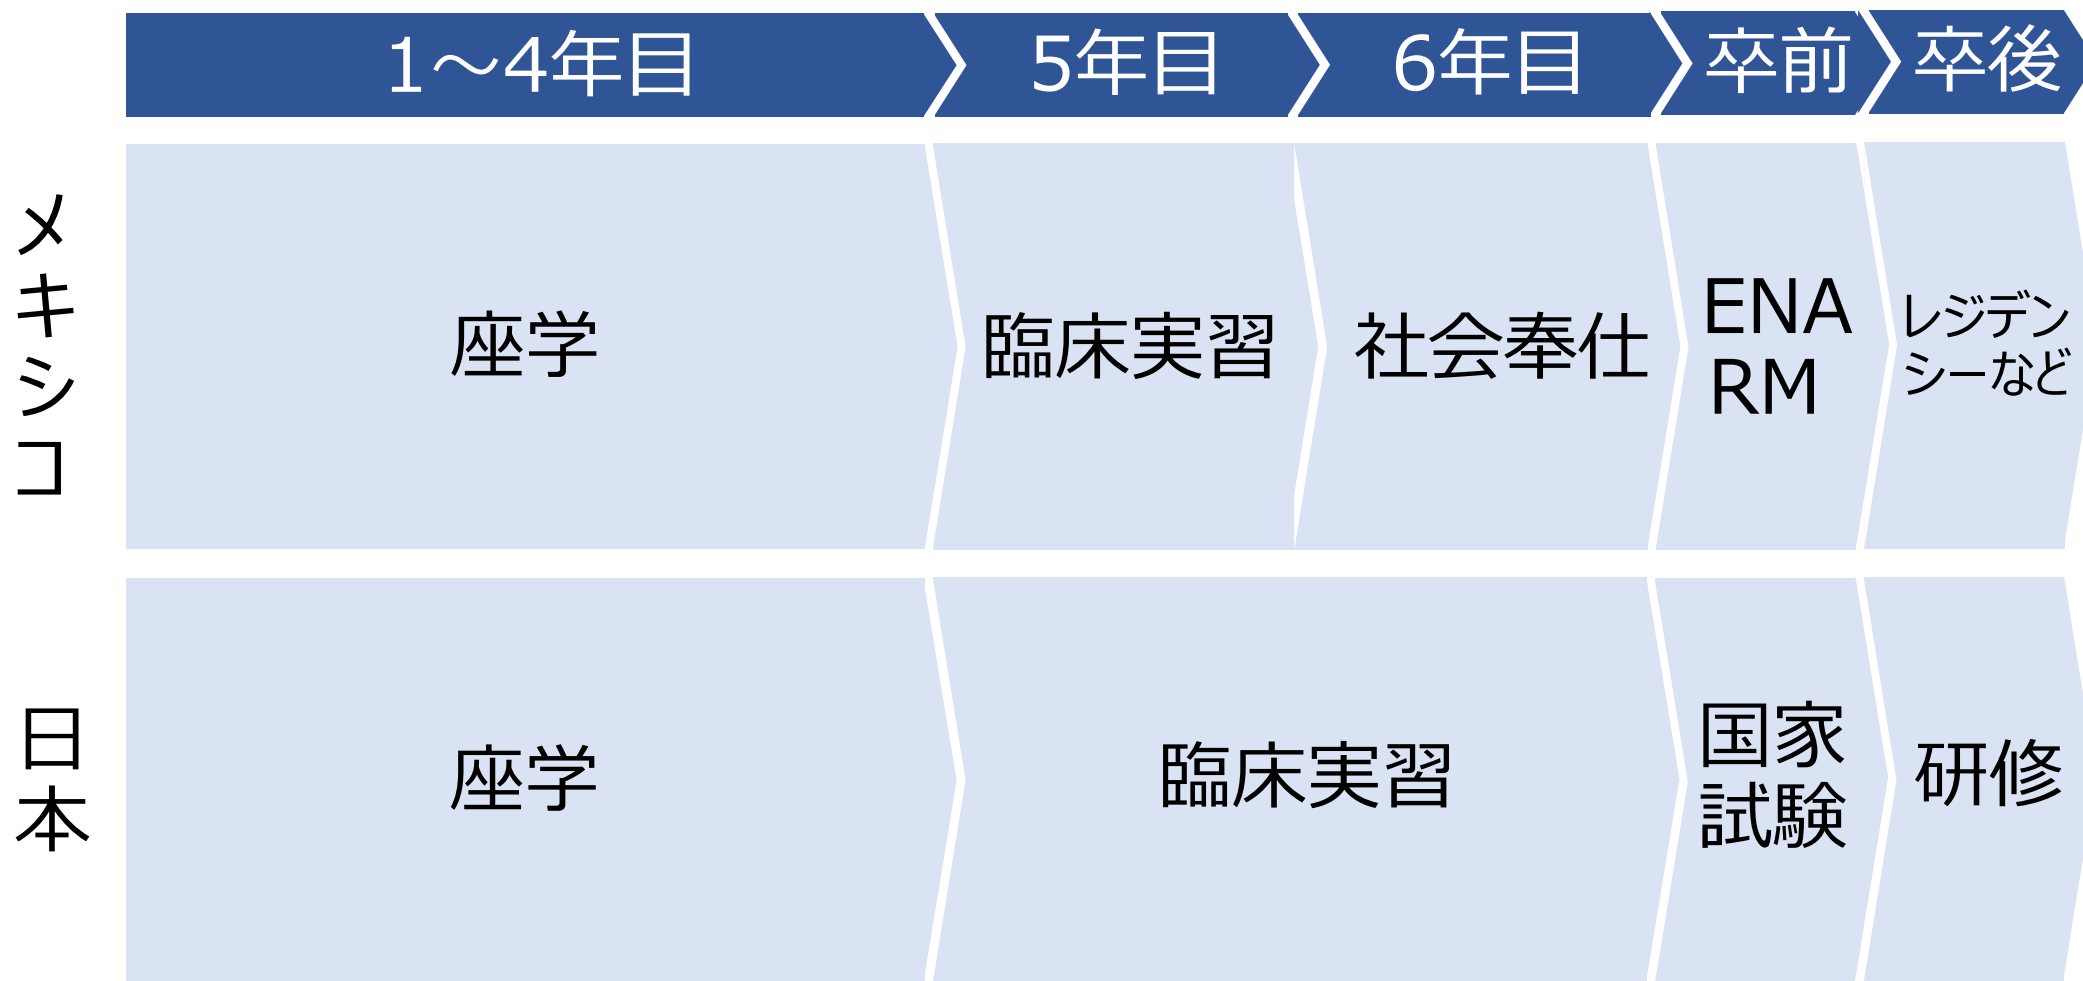 1～4年目
5年目
6年目
卒前
卒後
メキシコ
座学
臨床実習
社会奉仕
ENA
RM
レジデン
シーなど
日本
座学
臨床実習
国家
試験
研修